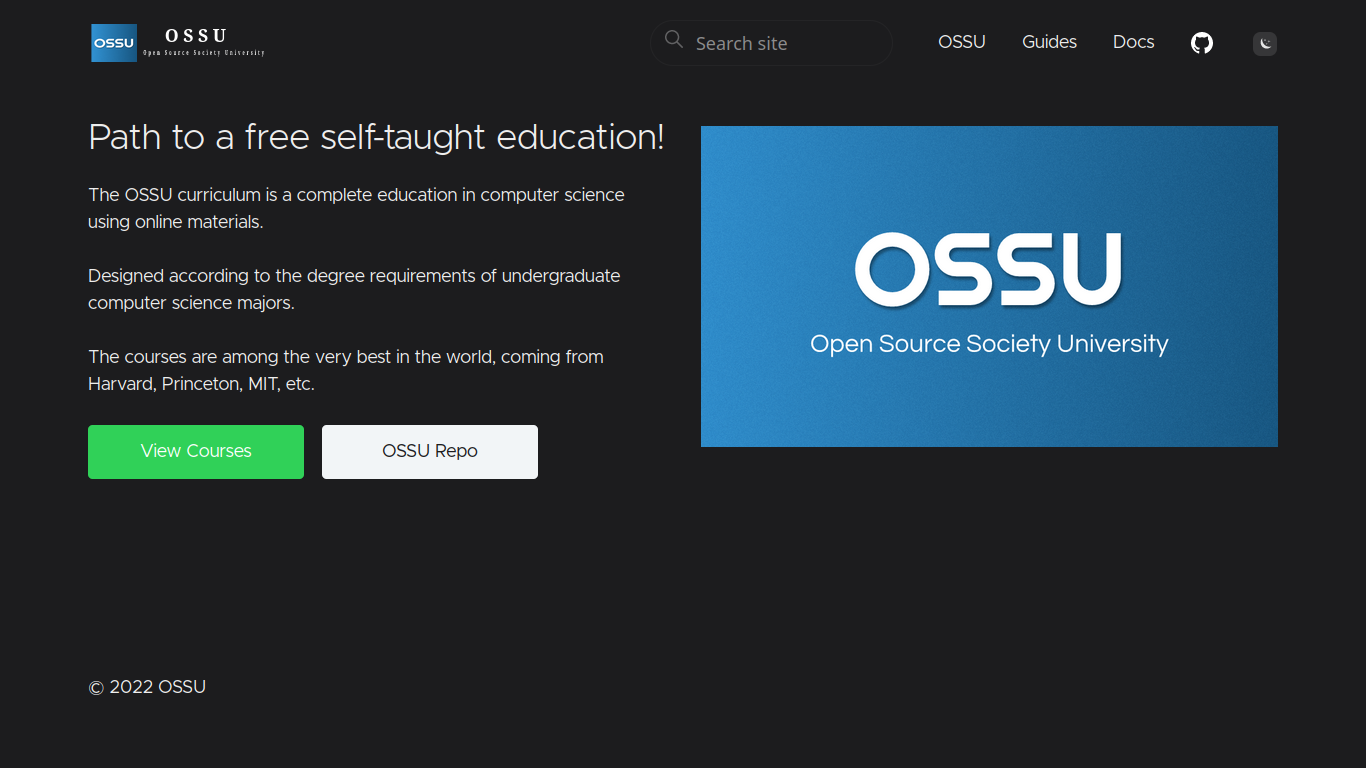 OSSU
OSSU
Open Source Society University
Search site
OSSU
Guides
Docs
Path to a free self-taught education!
The OSSU curriculum is a complete education in computer science
using online materials.
Designed according to the degree requirements of undergraduate
computer science majors.
The courses are among the very best in the world, coming from
Harvard, Princeton, MIT, etc.
View Courses
OSSU Repo
OSSU
Open Source Society University
© 2022 OSSU